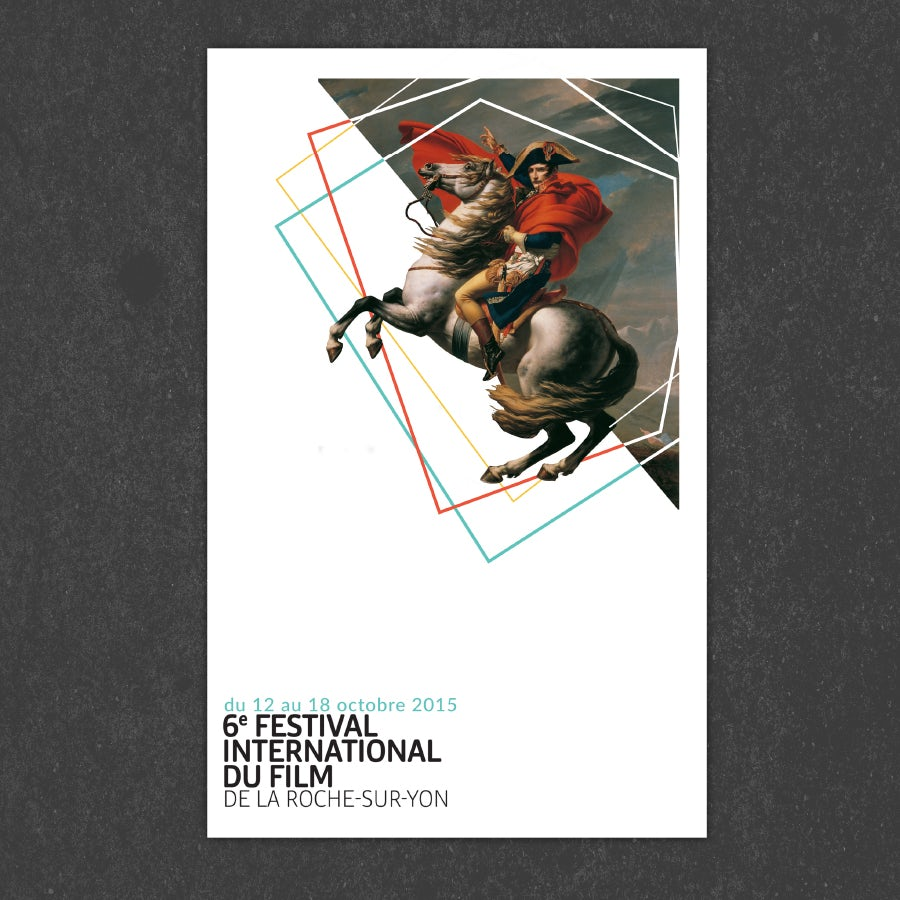 du 12 au 18 octobre 2015
6e FESTIVAL
INTERNATIONAL
DU FILM
DE LA ROCHE-SUR-YON